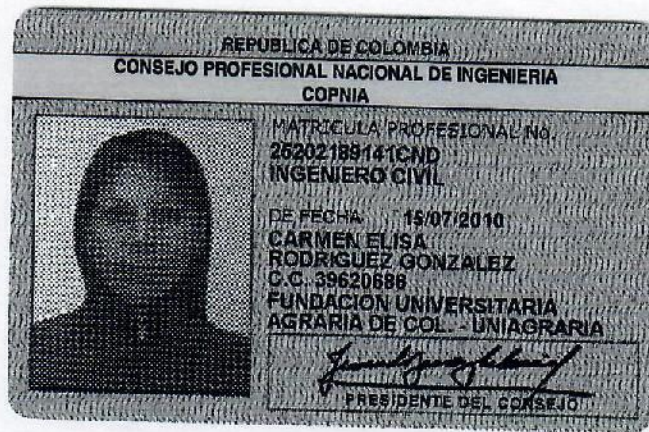 REPUBLICA DE COLOMBIA
CONSEJO PROFESIONAL NACIONAL DE INGENIERIA
COPNIA
MATRICULA PROFESIONAL No.
25202189141CND
INGENIERO CIVIL
DE FECHA 15/07/2010
CARMEN ELISA
RODRIGUEZ GONZALEZ
C.C. 39620688
FUNDACION UNIVERSITARIA
AGRARIA DE COL. - UNIAGRARIA
PRESIDENTE DEL CONSEJO